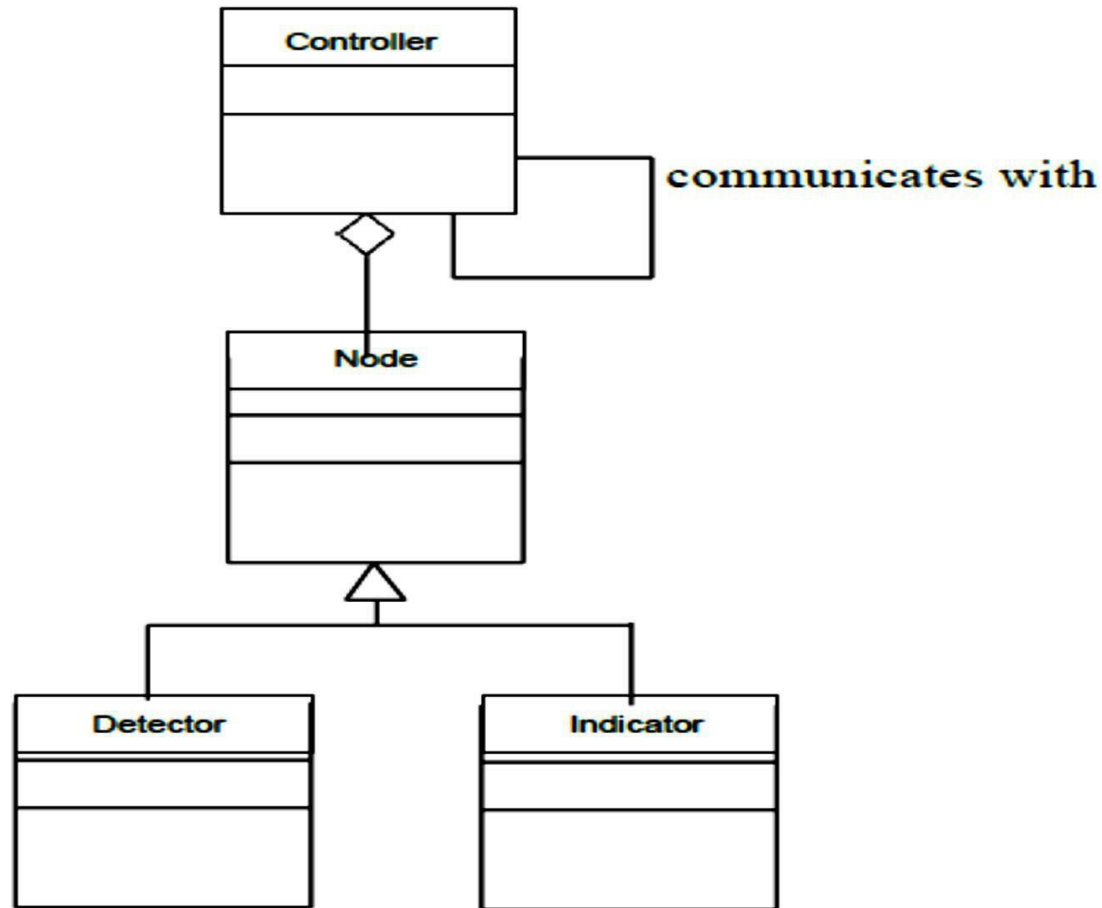 Controller
communicates with
Node
Detector
Indicator